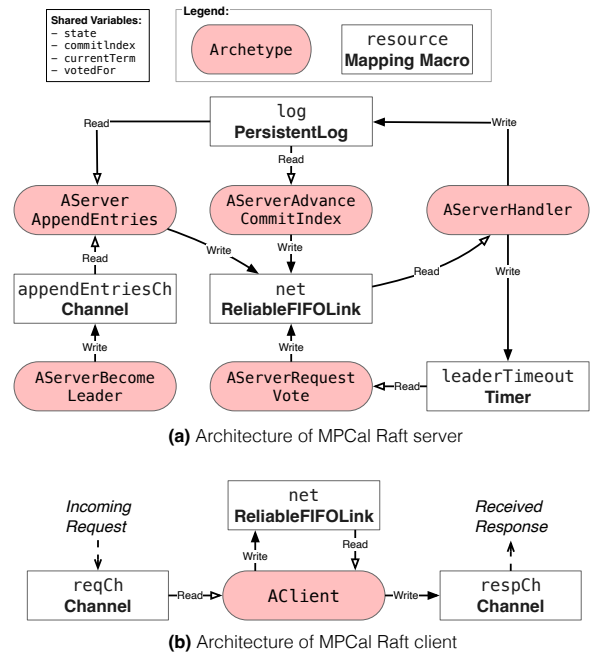 Shared Variables:
– state
– commitIndex
– currentTerm
– votedFor
Legend:
Archetype
resource
Mapping Macro
log
PersistentLog
Read
Write
Read
AServer
AppendEntries
AServerAdvance
CommitIndex
AServerHandler
Read
Write
Write
Read
Write
appendEntriesCh
Channel
net
ReliableFIFOLink
Write
Write
AServerBecome
Leader
AServerRequest
Vote
Read
leaderTimeout
Timer
(a) Architecture of MPCal Raft server
Incoming
Request
net
ReliableFIFOLink
Received
Response
Write
Read
reqCh
Channel
Read
AClient
Write
respCh
Channel
(b) Architecture of MPCal Raft client